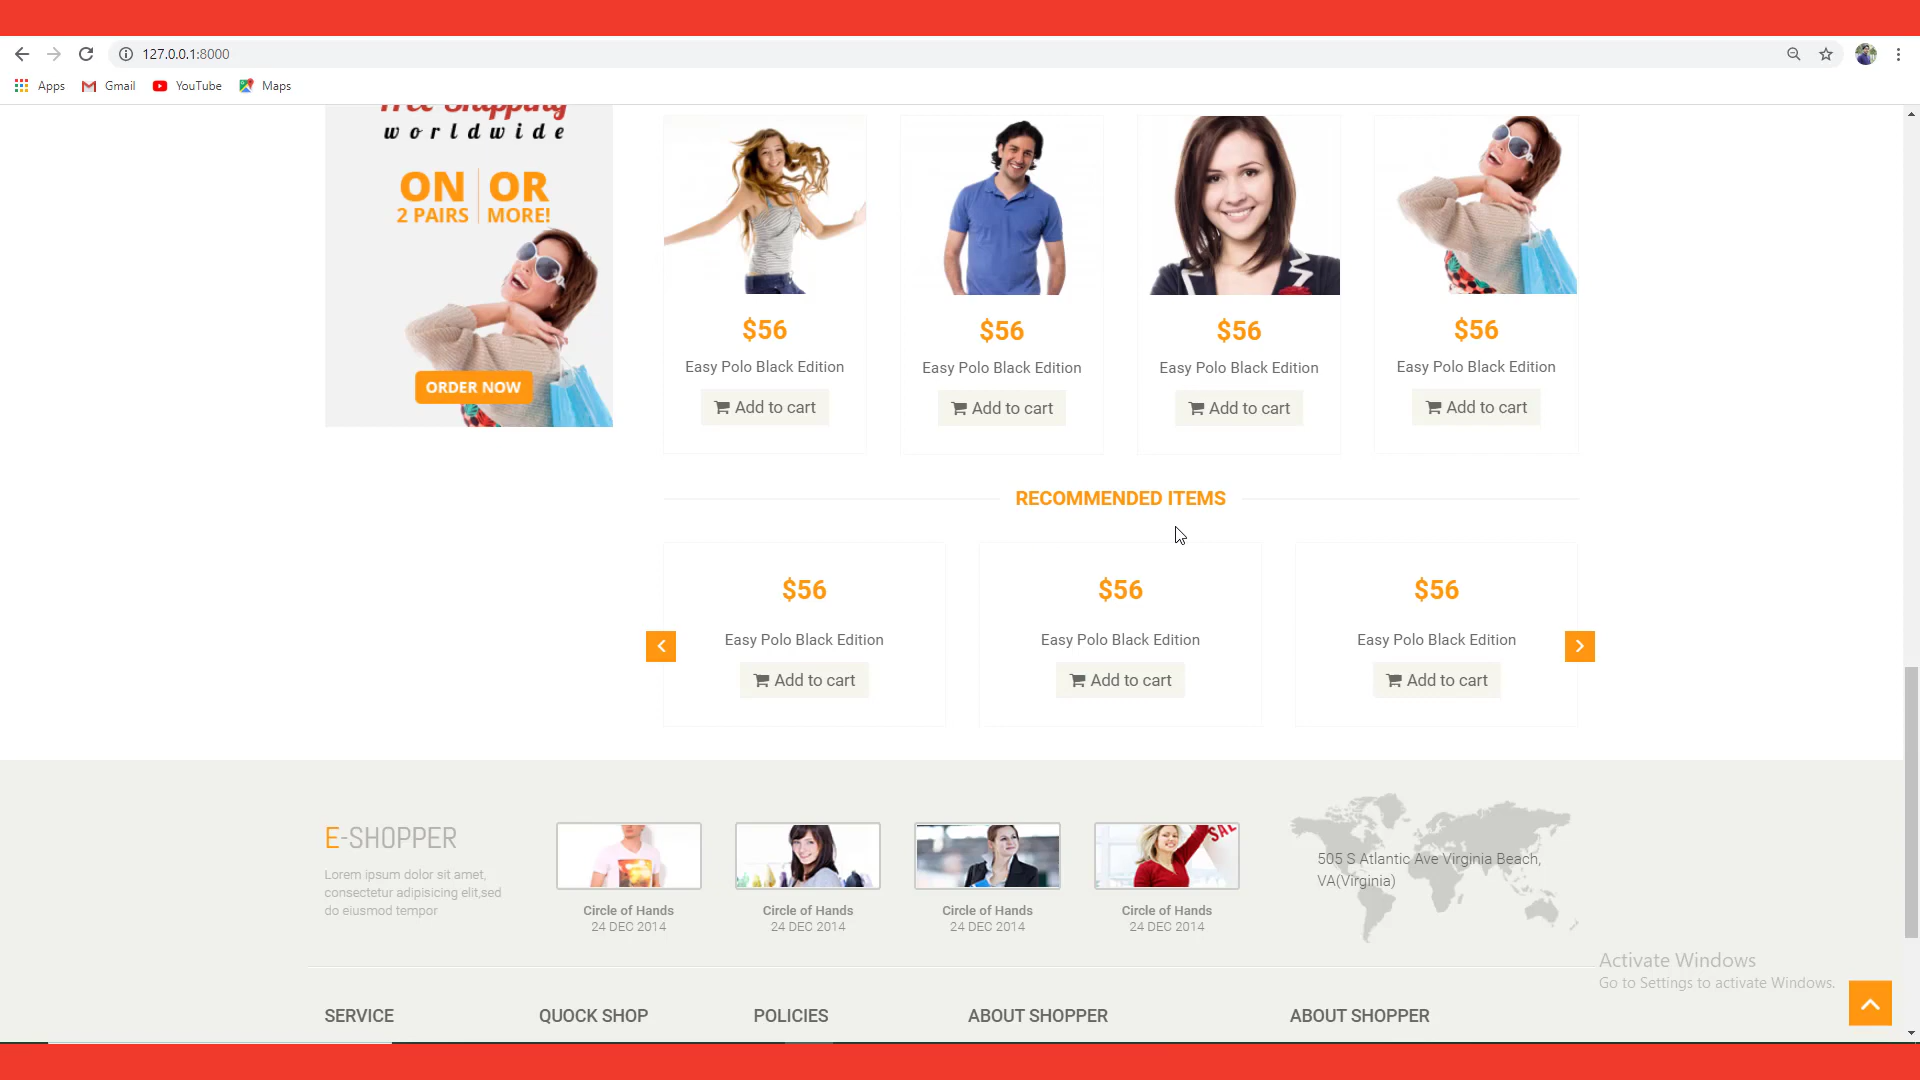 127.0.0.1:8000
Apps
Gmail
YouTube
Maps
Free Shipping
worldwide
ON OR
2 PAIRS MORE!
ORDER NOW
$56
Easy Polo Black Edition
Add to cart
$56
Easy Polo Black Edition
Add to cart
$56
Easy Polo Black Edition
Add to cart
$56
Easy Polo Black Edition
Add to cart
RECOMMENDED ITEMS
$56
Easy Polo Black Edition
Add to cart
$56
Easy Polo Black Edition
Add to cart
$56
Easy Polo Black Edition
Add to cart
E-SHOPPER
Lorem ipsum dolor sit amet,
consectetur adipisicing elit,sed
do eiusmod tempor
Circle of Hands
24 DEC 2014
Circle of Hands
24 DEC 2014
Circle of Hands
24 DEC 2014
SALE
Circle of Hands
24 DEC 2014
505 S Atlantic Ave Virginia Beach,
VA(Virginia)
Activate Windows
Go to Settings to activate Windows.
SERVICE
QUOCK SHOP
POLICIES
ABOUT SHOPPER
ABOUT SHOPPER